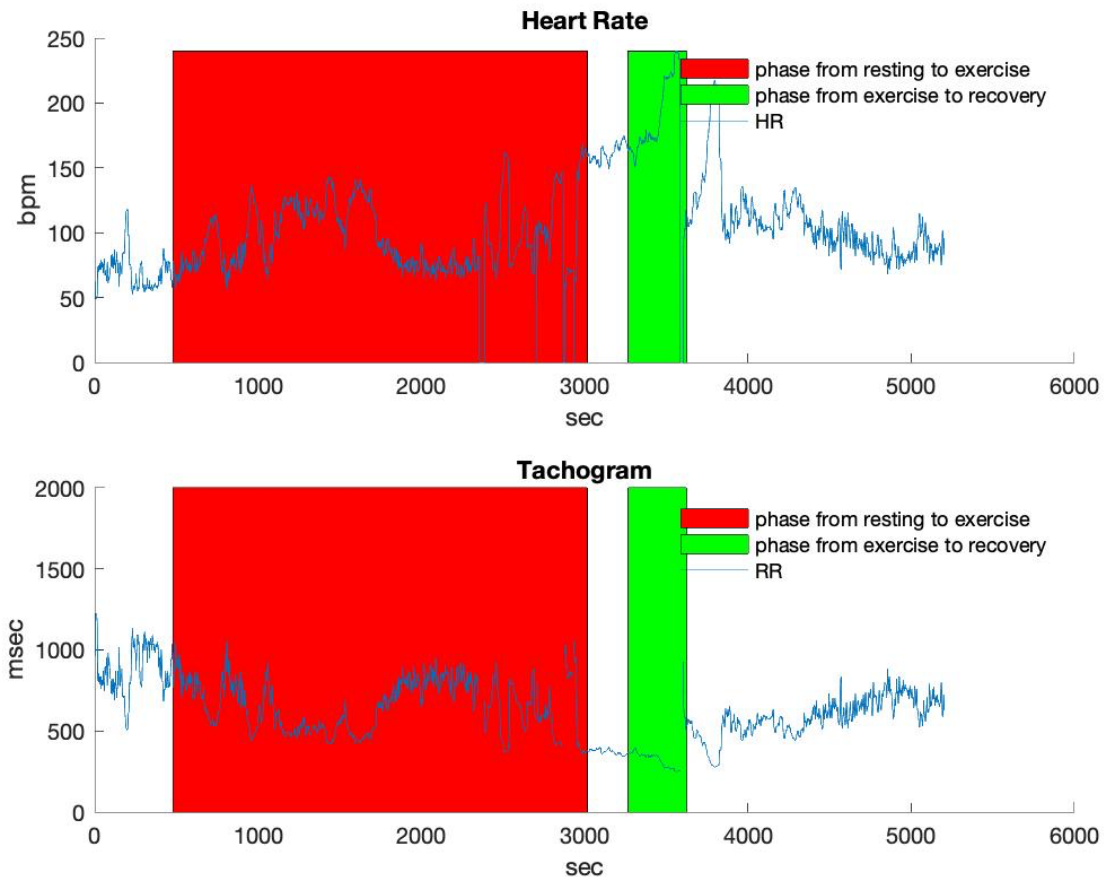 Heart Rate
250
200
150
100
50
0
bpm
phase from resting to exercise
phase from exercise to recovery
HR
0 1000 2000 3000 4000 5000 6000
sec
Tachogram
2000
1500
1000
500
0
msec
phase from resting to exercise
phase from exercise to recovery
RR
0 1000 2000 3000 4000 5000 6000
sec